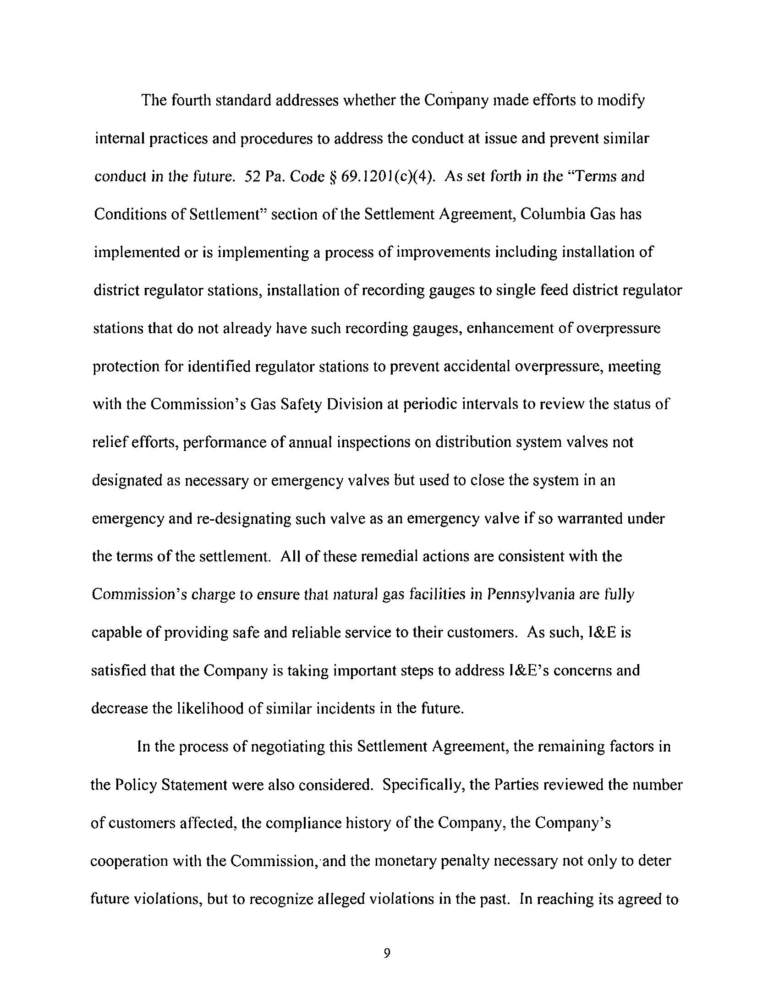 The fourth standard addresses whether the Company made efforts to modify
internal practices and procedures to address the conduct at issue and prevent similar
conduct in the future. 52 Pa. Code § 69.1201(c)(4). As set forth in the “Terms and
Conditions of Settlement” section of the Settlement Agreement, Columbia Gas has
implemented or is implementing a process of improvements including installation of
district regulator stations, installation of recording gauges to single feed district regulator
stations that do not already have such recording gauges, enhancement of overpressure
protection for identified regulator stations to prevent accidental overpressure, meeting
with the Commission’s Gas Safety Division at periodic intervals to review the status of
relief efforts, performance of annual inspections on distribution system valves not
designated as necessary or emergency valves but used to close the system in an
emergency and re-designating such valve as an emergency valve if so warranted under
the terms of the settlement. All of these remedial actions are consistent with the
Commission’s charge to ensure that natural gas facilities in Pennsylvania are fully
capable of providing safe and reliable service to their customers. As such, I&E is
satisfied that the Company is taking important steps to address I&E’s concerns and
decrease the likelihood of similar incidents in the future.
In the process of negotiating this Settlement Agreement, the remaining factors in
the Policy Statement were also considered. Specifically, the Parties reviewed the number
of customers affected, the compliance history of the Company, the Company’s
cooperation with the Commission, and the monetary penalty necessary not only to deter
future violations, but to recognize alleged violations in the past. In reaching its agreed to
9